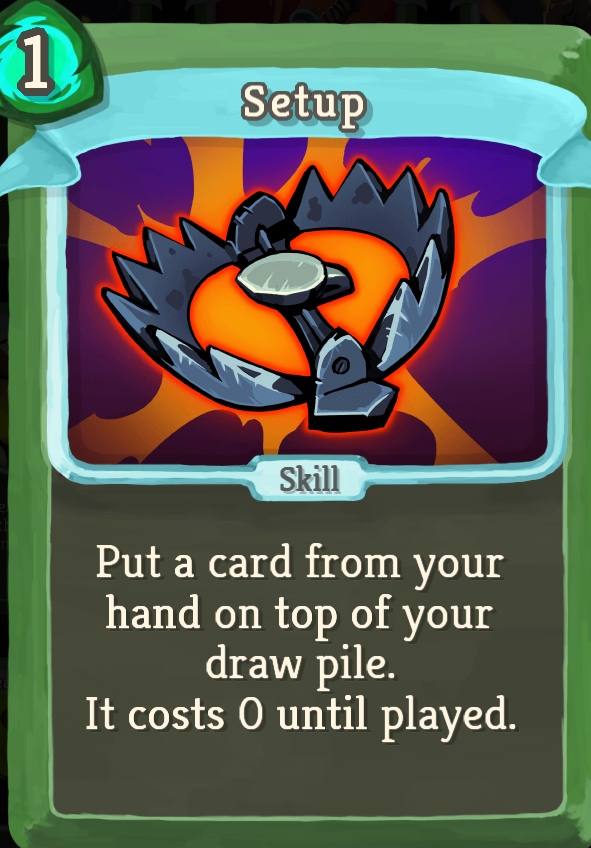 1
Setup
Skill
Put a card from your
hand on top of your
draw pile.
It costs 0 until played.